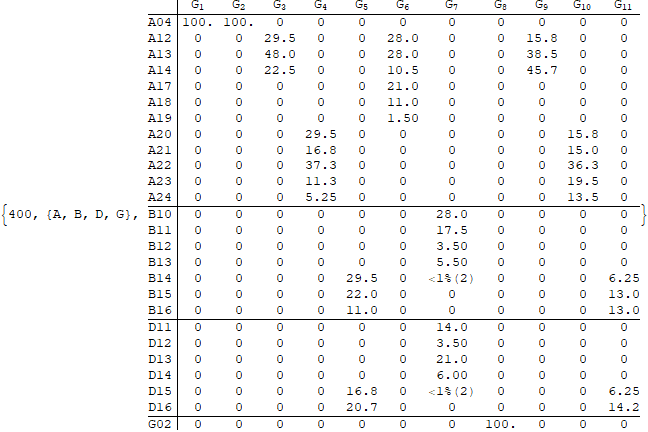 G1 G2 G3 G4 G5 G6 G7 G8 G9 G10 G11
A04 100. 100. 0 0 0 0 0 0 0 0 0
A12 0 0 29.5 0 0 28.0 0 0 15.8 0 0
A13 0 0 48.0 0 0 28.0 0 0 38.5 0 0
A14 0 0 22.5 0 0 10.5 0 0 45.7 0 0
A17 0 0 0 0 0 21.0 0 0 0 0 0
A18 0 0 0 0 0 11.0 0 0 0 0 0
A19 0 0 0 0 0 1.50 0 0 0 0 0
A20 0 0 0 29.5 0 0 0 0 0 15.8 0
A21 0 0 0 16.8 0 0 0 0 0 15.0 0
A22 0 0 0 37.3 0 0 0 0 0 36.3 0
A23 0 0 0 11.3 0 0 0 0 0 19.5 0
A24 0 0 0 5.25 0 0 0 0 0 13.5 0
{400, {A, B, D, G}, B10 0 0 0 0 0 0 28.0 0 0 0 0 }
B11 0 0 0 0 0 0 17.5 0 0 0 0
B12 0 0 0 0 0 0 3.50 0 0 0 0
B13 0 0 0 0 0 0 5.50 0 0 0 0
B14 0 0 0 0 29.5 0 <1%(2) 0 0 0 6.25
B15 0 0 0 0 22.0 0 0 0 0 0 13.0
B16 0 0 0 0 11.0 0 0 0 0 0 13.0
D11 0 0 0 0 0 0 14.0 0 0 0 0
D12 0 0 0 0 0 0 3.50 0 0 0 0
D13 0 0 0 0 0 0 21.0 0 0 0 0
D14 0 0 0 0 0 0 6.00 0 0 0 0
D15 0 0 0 0 16.8 0 <1%(2) 0 0 0 6.25
D16 0 0 0 0 20.7 0 0 0 0 0 14.2
G02 0 0 0 0 0 0 0 100. 0 0 0